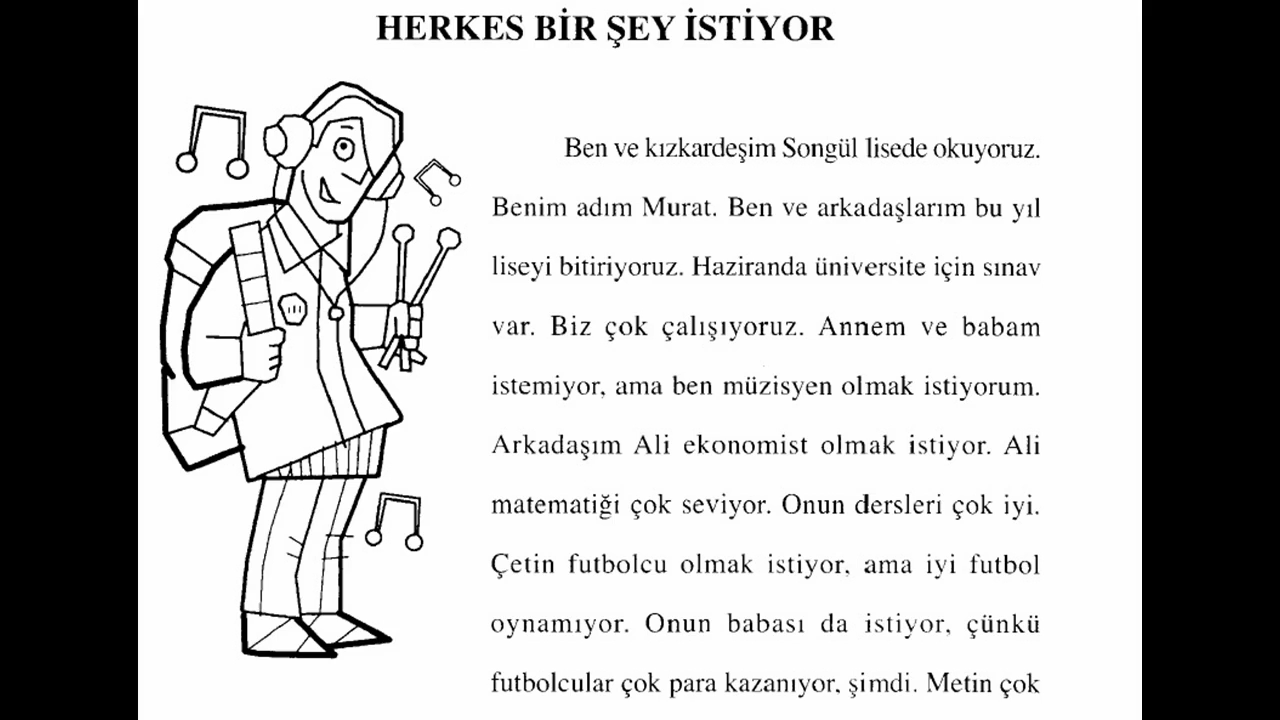 HERKES BİR ŞEY İSTİYOR
Ben ve kızkardeşim Songül lisede okuyoruz.
Benim adım Murat. Ben ve arkadaşlarım bu yıl
liseyi bitiriyoruz. Haziranda üniversite için sınav
var. Biz çok çalışıyoruz. Annem ve babam
istemiyor, ama ben müzisyen olmak istiyorum.
Arkadaşım Ali ekonomist olmak istiyor. Ali
matematiği çok seviyor. Onun dersleri çok iyi.
Çetin futbolcu olmak istiyor, ama iyi futbol
oynamıyor. Onun babası da istiyor, çünkü
futbolcular çok para kazanıyor, şimdi. Metin çok